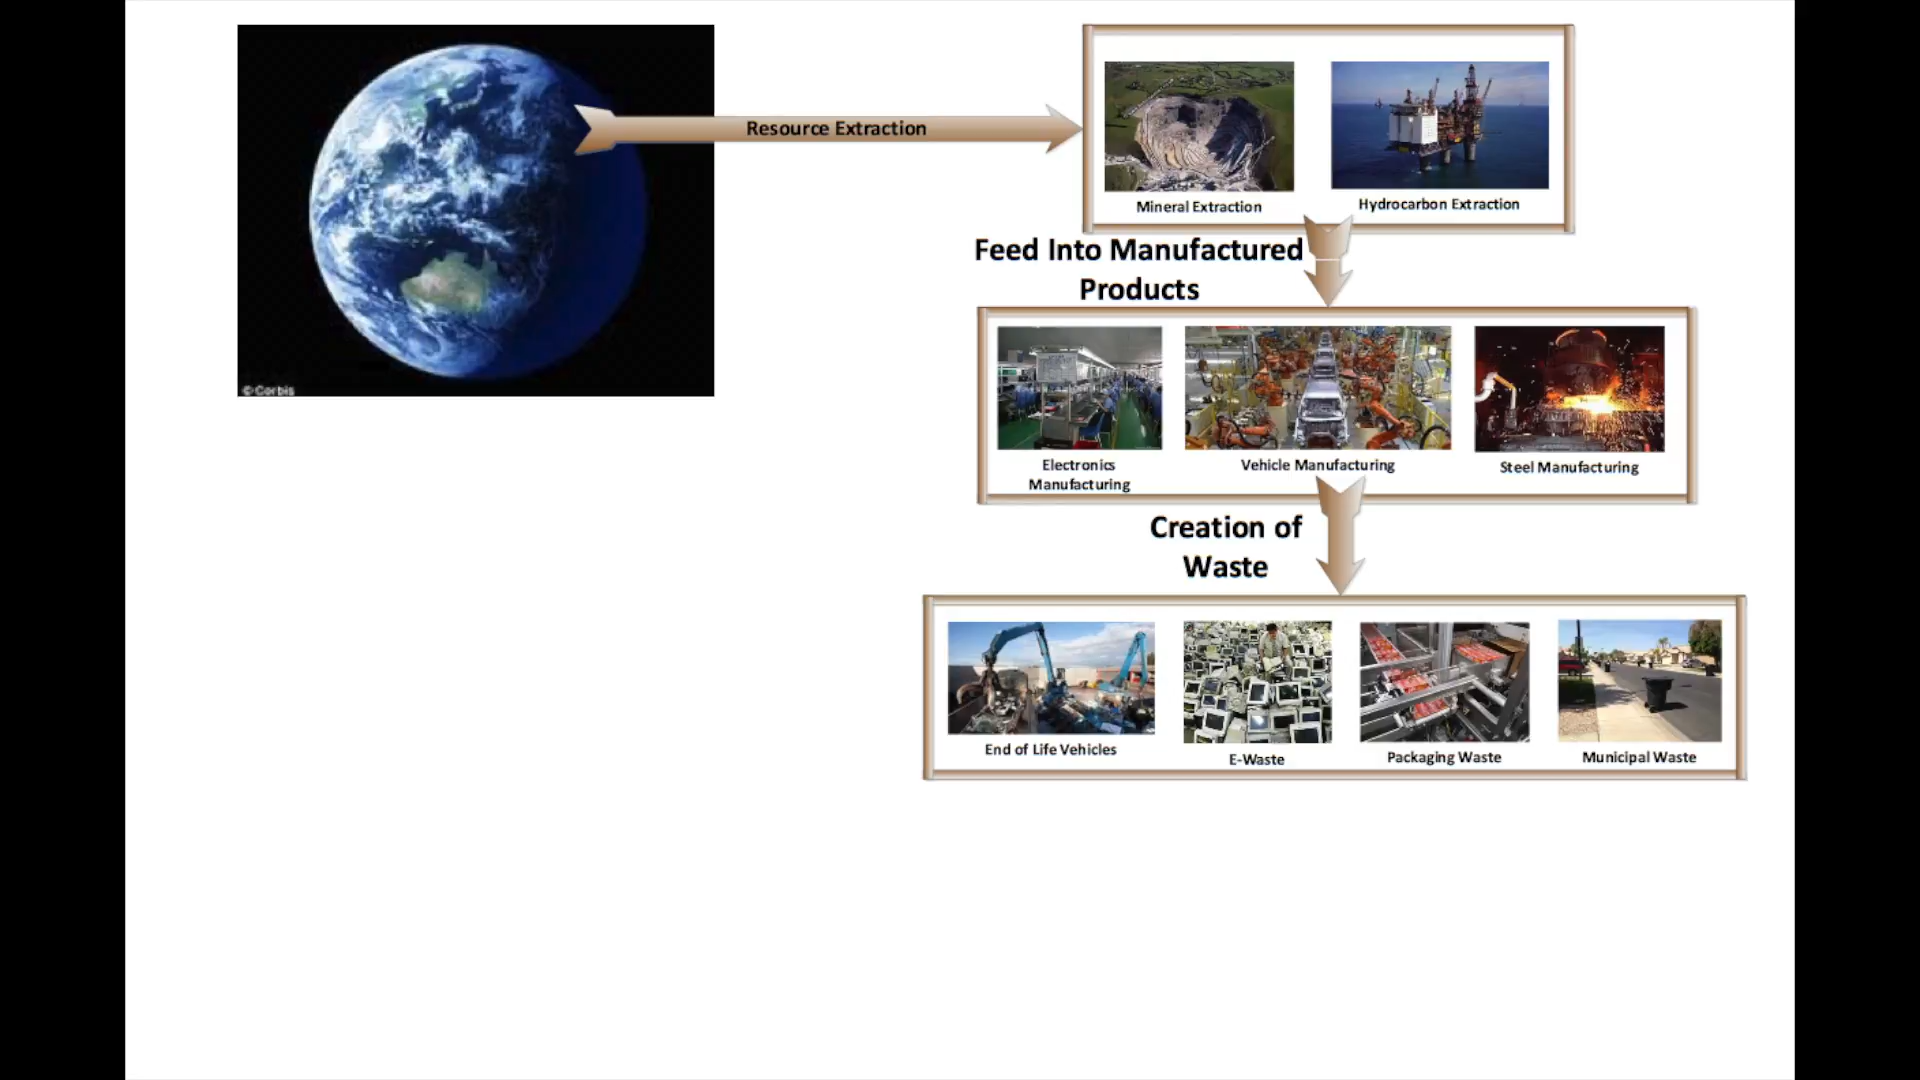 Resource Extraction
Mineral Extraction
Hydrocarbon Extraction
Feed Into Manufactured
Products
Electronics
Manufacturing
Vehicle Manufacturing
Steel Manufacturing
Creation of
Waste
End of Life Vehicles
E-Waste
Packaging Waste
Municipal Waste
©Corbis